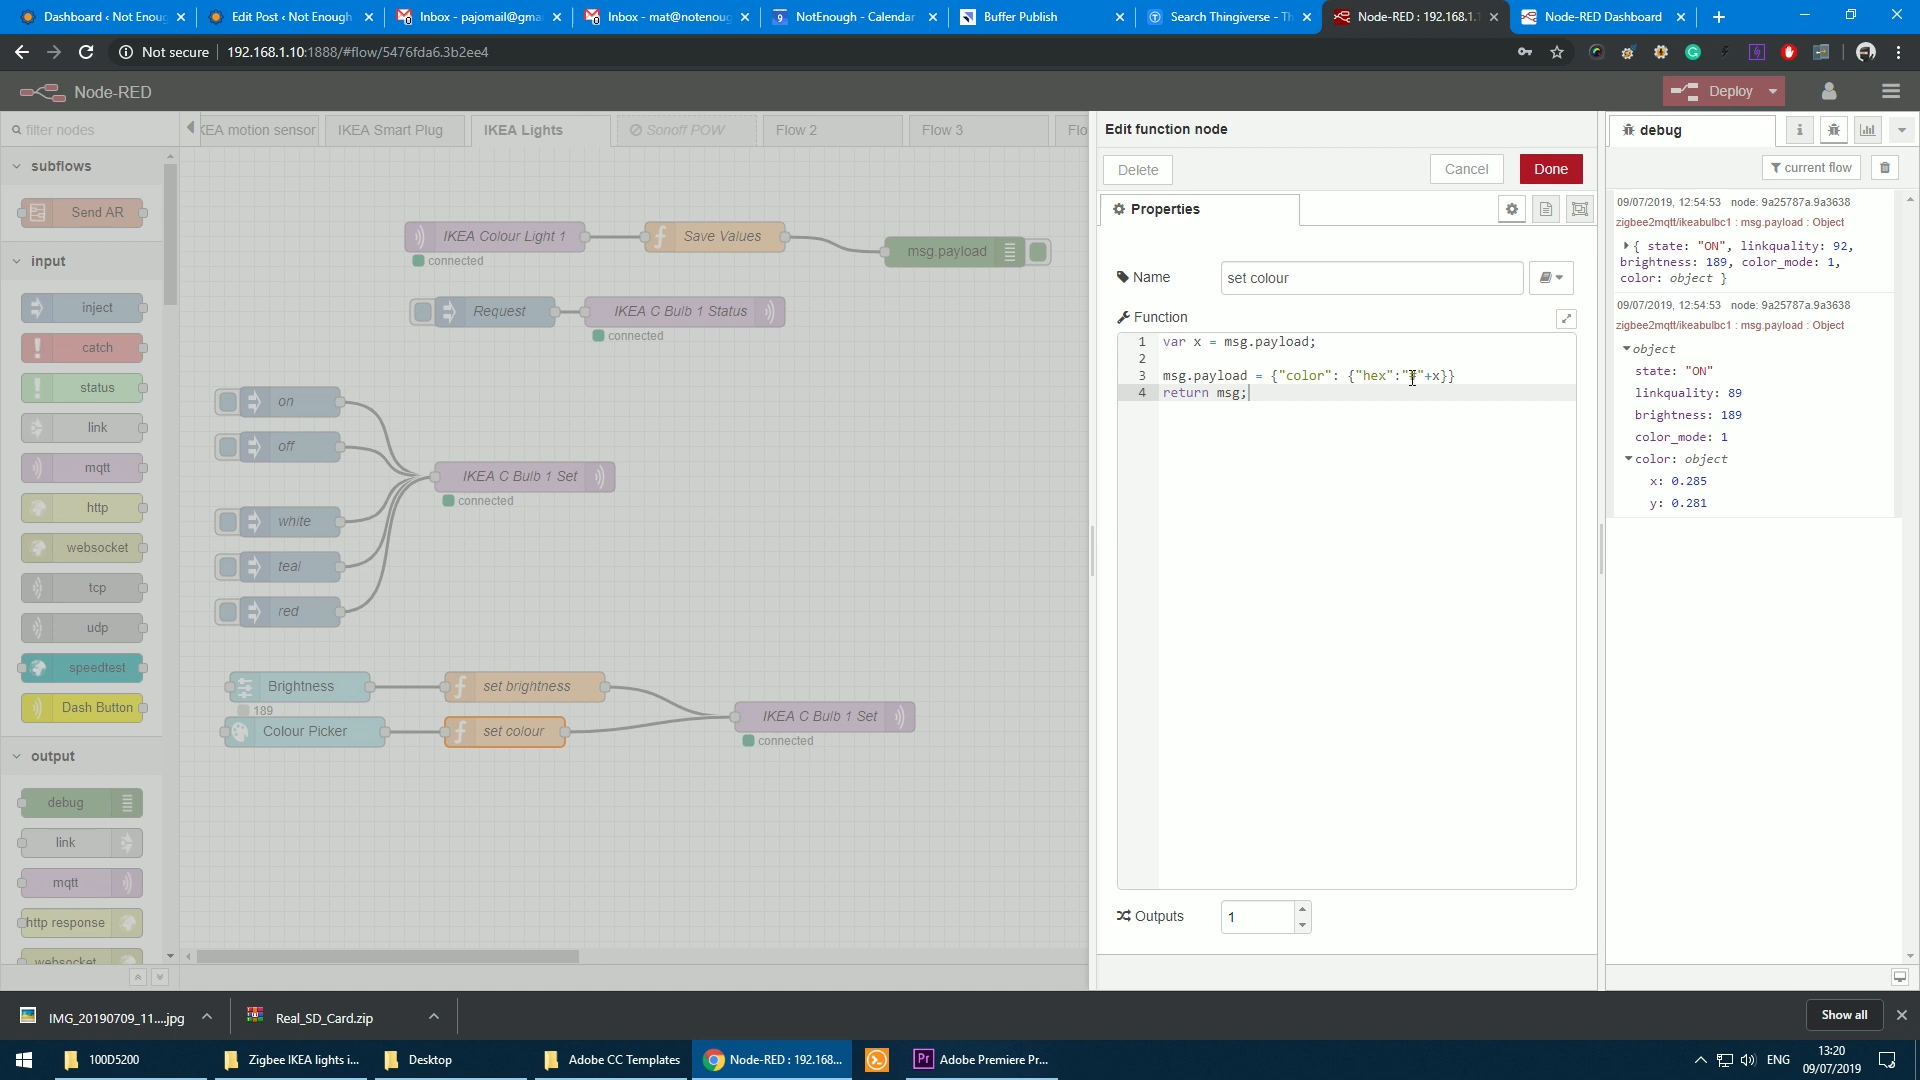 Dashboard ‹ Not Enoug
Edit Post ‹ Not Enough
Inbox - pajomail@gma
Inbox - mat@notenoug
NotEnough - Calendar
Buffer Publish
Search Thingiverse - Th
Node-RED : 192.168.1.1
Node-RED Dashboard
Not secure
192.168.1.10:1888/#flow/5476fda6.3b2ee4
Node-RED
Deploy
filter nodes
KEA motion sensor
IKEA Smart Plug
IKEA Lights
Sonoff POW
Flow 2
Flow 3
Flo
subflows
Send AR
input
inject
catch
status
link
mqtt
http
websocket
tcp
udp
speedtest
Dash Button
output
debug
link
mqtt
http response
websocket
IKEA Colour Light 1
connected
Save Values
msg.payload
Request
IKEA C Bulb 1 Status
connected
on
off
IKEA C Bulb 1 Set
connected
white
teal
red
Brightness
189
set brightness
Colour Picker
set colour
IKEA C Bulb 1 Set
connected
Edit function node
Delete
Cancel
Done
Properties
Name
set colour
Function
1 var x = msg.payload;
2
3 msg.payload = {"color": {"hex":"#"+x}}
4 return msg;
Outputs
1
debug
current flow
09/07/2019, 12:54:53 node: 9a25787a.9a3638
zigbee2mqtt/ikeabulbc1 : msg.payload : Object
{ state: "ON", linkquality: 92,
brightness: 189, color_mode: 1,
color: object }
09/07/2019, 12:54:53 node: 9a25787a.9a3638
zigbee2mqtt/ikeabulbc1 : msg.payload : Object
object
state: "ON"
linkquality: 89
brightness: 189
color_mode: 1
color: object
x: 0.285
y: 0.281
IMG_20190709_11....jpg
Real_SD_Card.zip
Show all
100D5200
Zigbee IKEA lights i...
Desktop
Adobe CC Templates
Node-RED : 192.168...
Adobe Premiere Pr...
ENG
13:20
09/07/2019